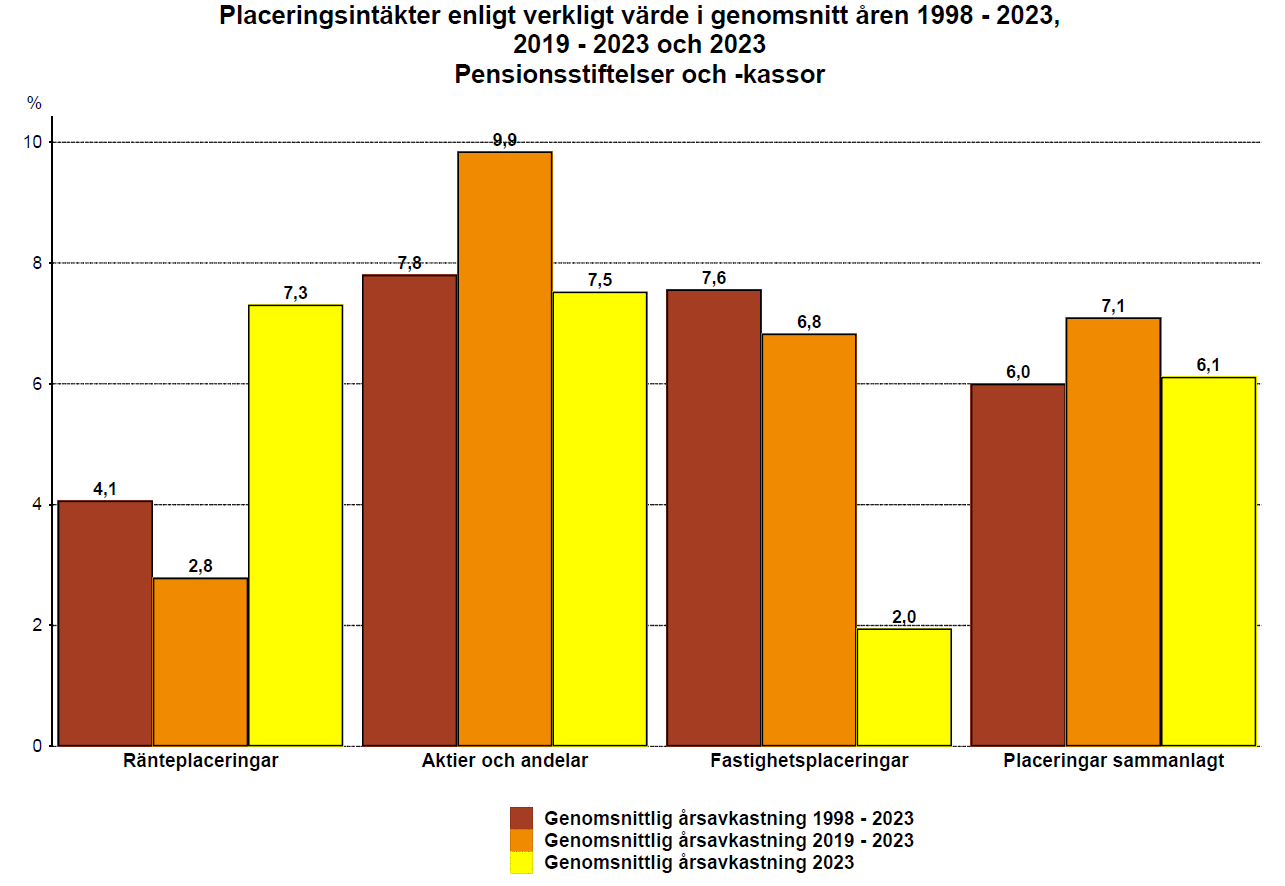 Placeringsintäkter enligt verkligt värde i genomsnitt åren 1998 - 2023,
2019 - 2023 och 2023
Pensionsstiftelser och -kassor
%
10
8
6
4
2
0
4,1
2,8
7,3
7,8
9,9
7,5
7,6
6,8
2,0
6,0
7,1
6,1
Ränteplaceringar
Aktier och andelar
Fastighetsplaceringar
Placeringar sammanlagt
Genomsnittlig årsavkastning 1998 - 2023
Genomsnittlig årsavkastning 2019 - 2023
Genomsnittlig årsavkastning 2023